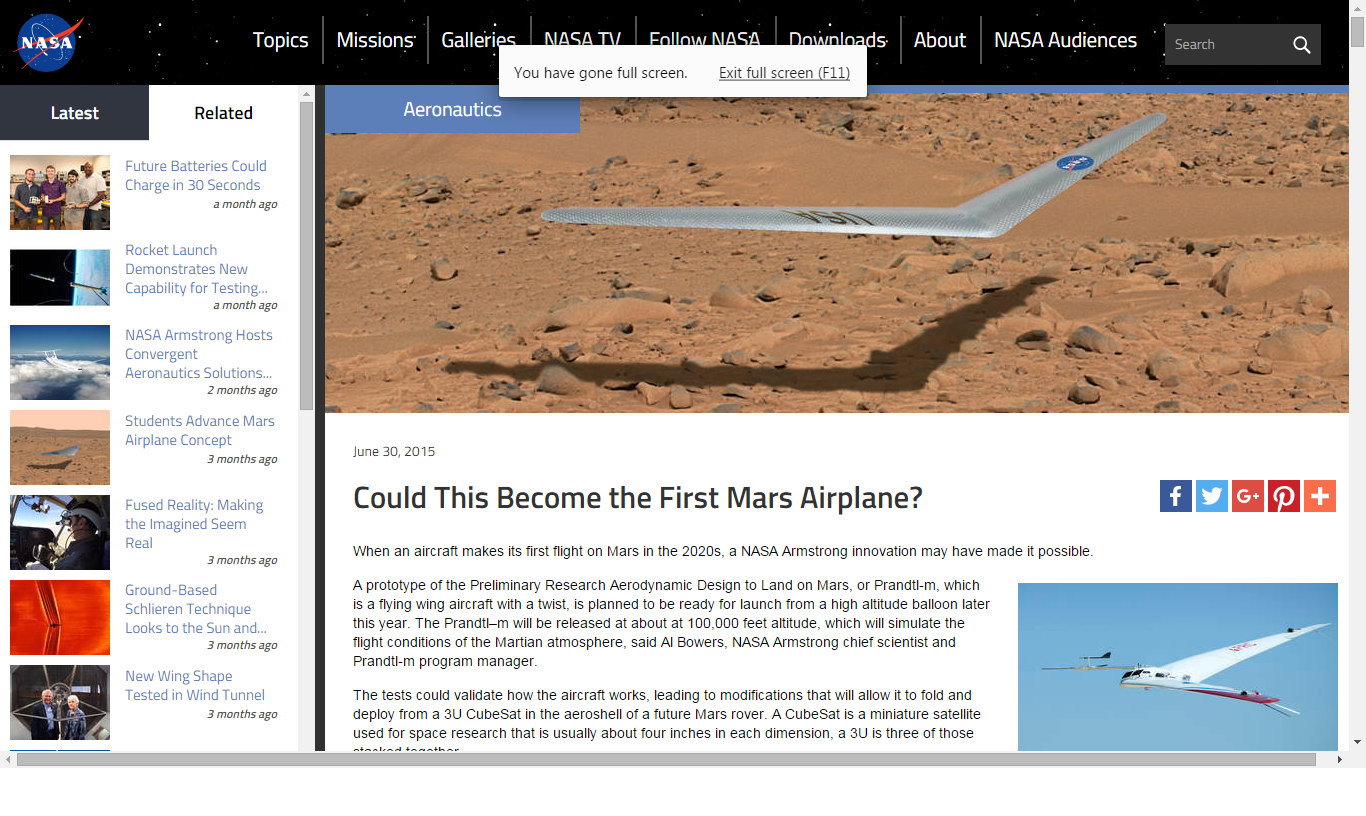 NASA
Topics
Missions
Galleries
NASA TV
Follow NASA
Downloads
About
NASA Audiences
Search
You have gone full screen. Exit full screen (F11)
Latest
Related
Future Batteries Could
Charge in 30 Seconds
a month ago
Rocket Launch
Demonstrates New
Capability for Testing...
a month ago
NASA Armstrong Hosts
Convergent
Aeronautics Solutions...
2 months ago
Students Advance Mars
Airplane Concept
3 months ago
Fused Reality: Making
the Imagined Seem
Real
3 months ago
Ground-Based
Schlieren Technique
Looks to the Sun and...
3 months ago
New Wing Shape
Tested in Wind Tunnel
3 months ago
Aeronautics
NASA
USA
June 30, 2015
Could This Become the First Mars Airplane?
When an aircraft makes its first flight on Mars in the 2020s, a NASA Armstrong innovation may have made it possible.
A prototype of the Preliminary Research Aerodynamic Design to Land on Mars, or Prandtl-m, which
is a flying wing aircraft with a twist, is planned to be ready for launch from a high altitude balloon later
this year. The Prandtl–m will be released at about at 100,000 feet altitude, which will simulate the
flight conditions of the Martian atmosphere, said Al Bowers, NASA Armstrong chief scientist and
Prandtl-m program manager.
The tests could validate how the aircraft works, leading to modifications that will allow it to fold and
deploy from a 3U CubeSat in the aeroshell of a future Mars rover. A CubeSat is a miniature satellite
used for space research that is usually about four inches in each dimension, a 3U is three of those
stacked together.